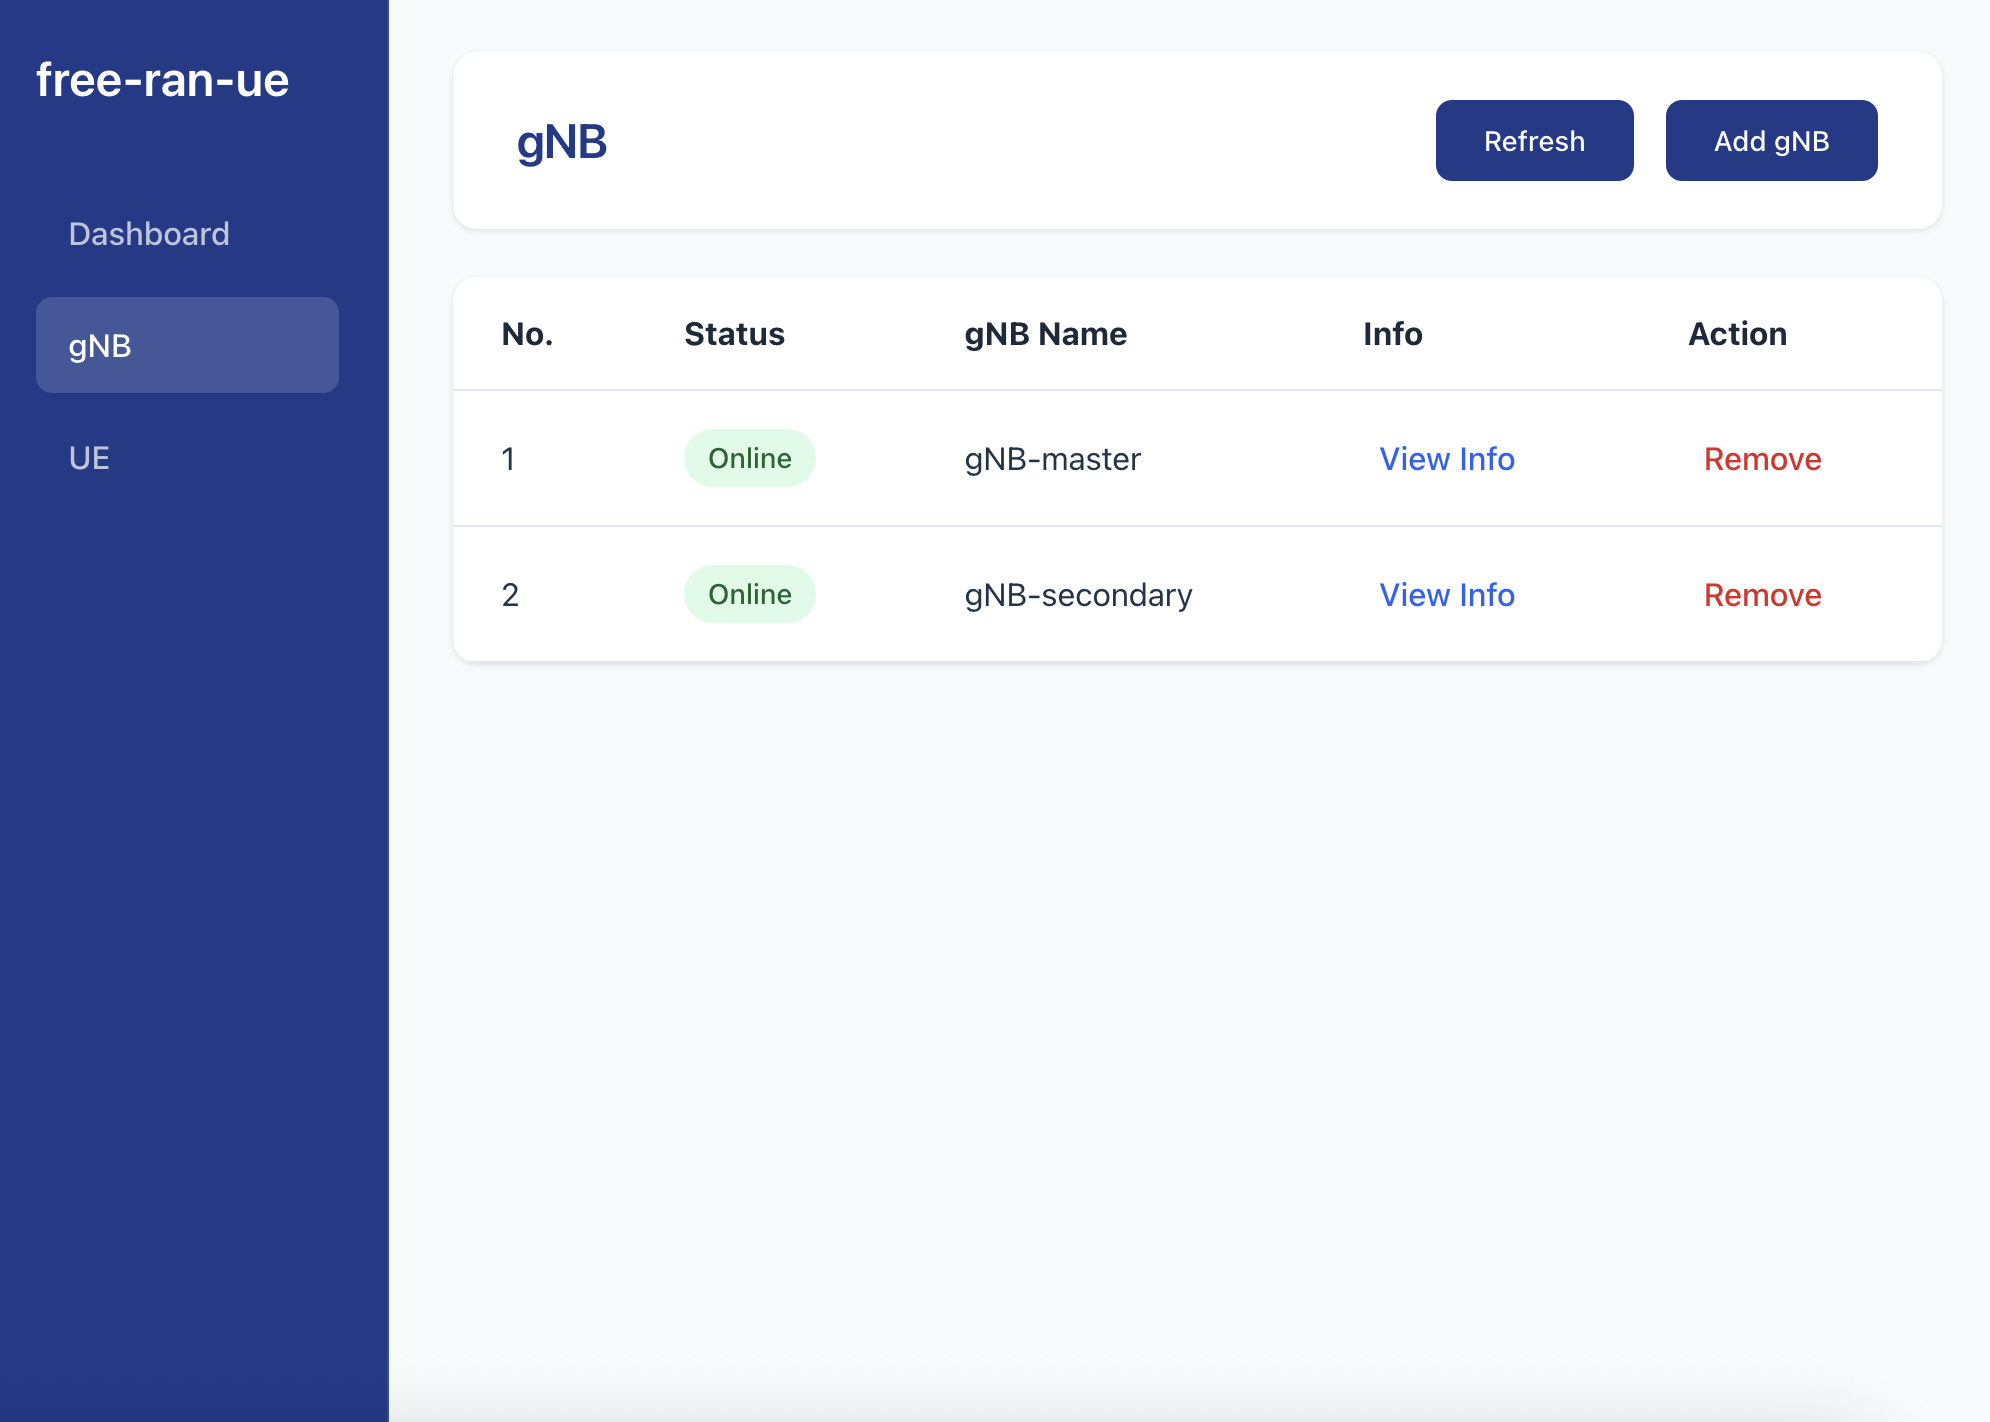 free-ran-ue
Dashboard
gNB
UE
gNB
Refresh
Add gNB
No. Status gNB Name Info Action
1 Online gNB-master View Info Remove
2 Online gNB-secondary View Info Remove